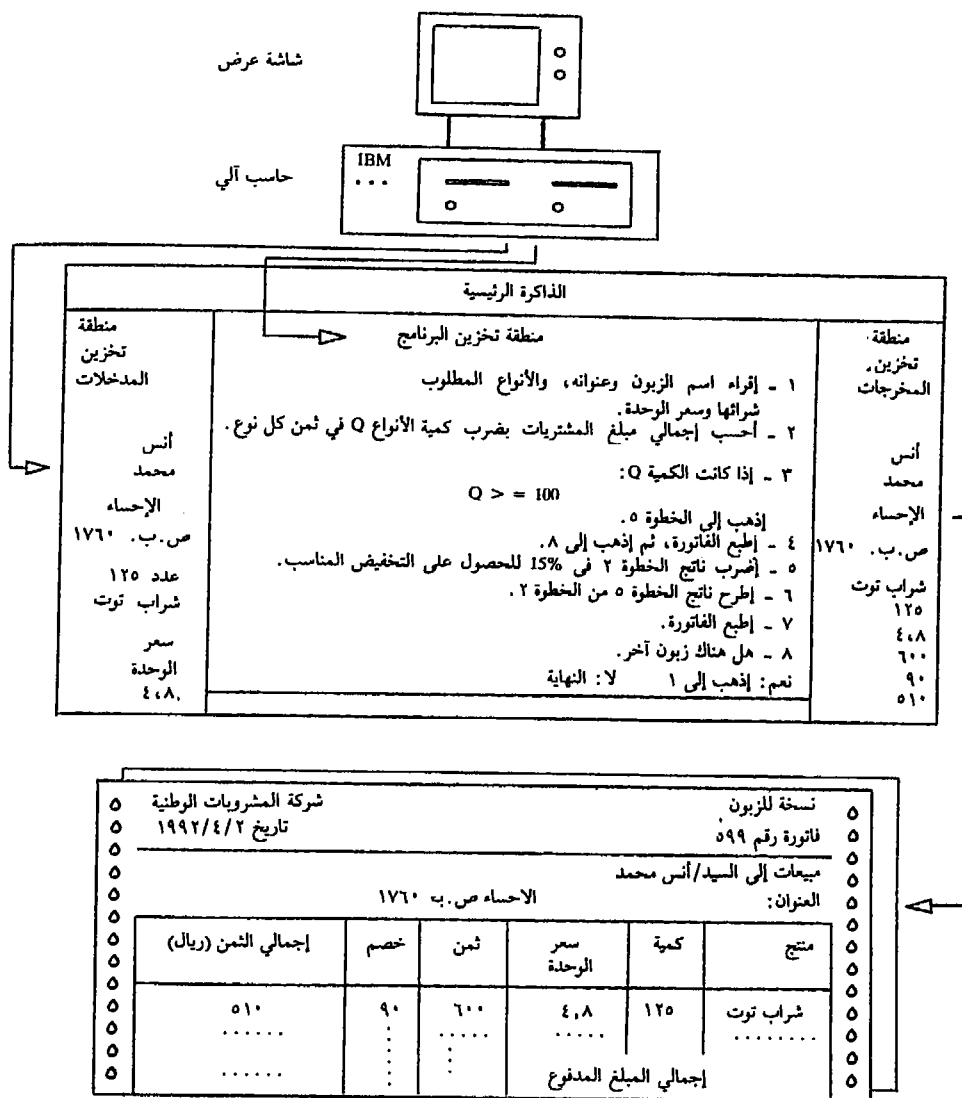 شاشة عرض
IBM
حاسب آلي
الذاكرة الرئيسية
منطقة
تخزين
المخرجات
أنس
محمد
الإحساء
ص.ب. ١٧٦٠
شراب توت
١٢٥
٤,٨
٦٠٠
٩٠
٥١٠
منطقة تخزين البرنامج
١ - إقراء اسم الزبون وعنوانه، والأنواع المطلوب
شرائها وسعر الوحدة.
٢ - أحسب إجمالي مبلغ المشتريات بضرب كمية الأنواع Q في ثمن كل نوع.
٣ - إذا كانت الكمية Q:
Q > = 100
إذهب إلى الخطوة ٥.
٤ - إطبع الفاتورة، ثم إذهب إلى ٨.
٥ - إضرب ناتج الخطوة ٢ في 15% للحصول على التخفيض المناسب.
٦ - إطرح ناتج الخطوة ٥ من الخطوة ٢.
٧ - إطبع الفاتورة.
٨ - هل هناك زبون آخر.
نعم: إذهب إلى ١ لا: النهاية
منطقة
تخزين
المدخلات
أنس
محمد
الإحساء
ص.ب. ١٧٦٠
عدد ١٢٥
شراب توت
سعر
الوحدة
٤,٨.
نسخة للزبون شركة المشروبات الوطنية
فاتورة رقم ٥٩٩ تاريخ ١٩٩٢/٤/٢
مبيعات إلى السيد/أنس محمد
العنوان: الاحساء ص.ب ١٧٦٠
منتج كمية سعر الوحدة ثمن خصم إجمالي الثمن (ريال)
شراب توت ١٢٥ ٤,٨ ٦٠٠ ٩٠ ٥١٠
إجمالي المبلغ المدفوع